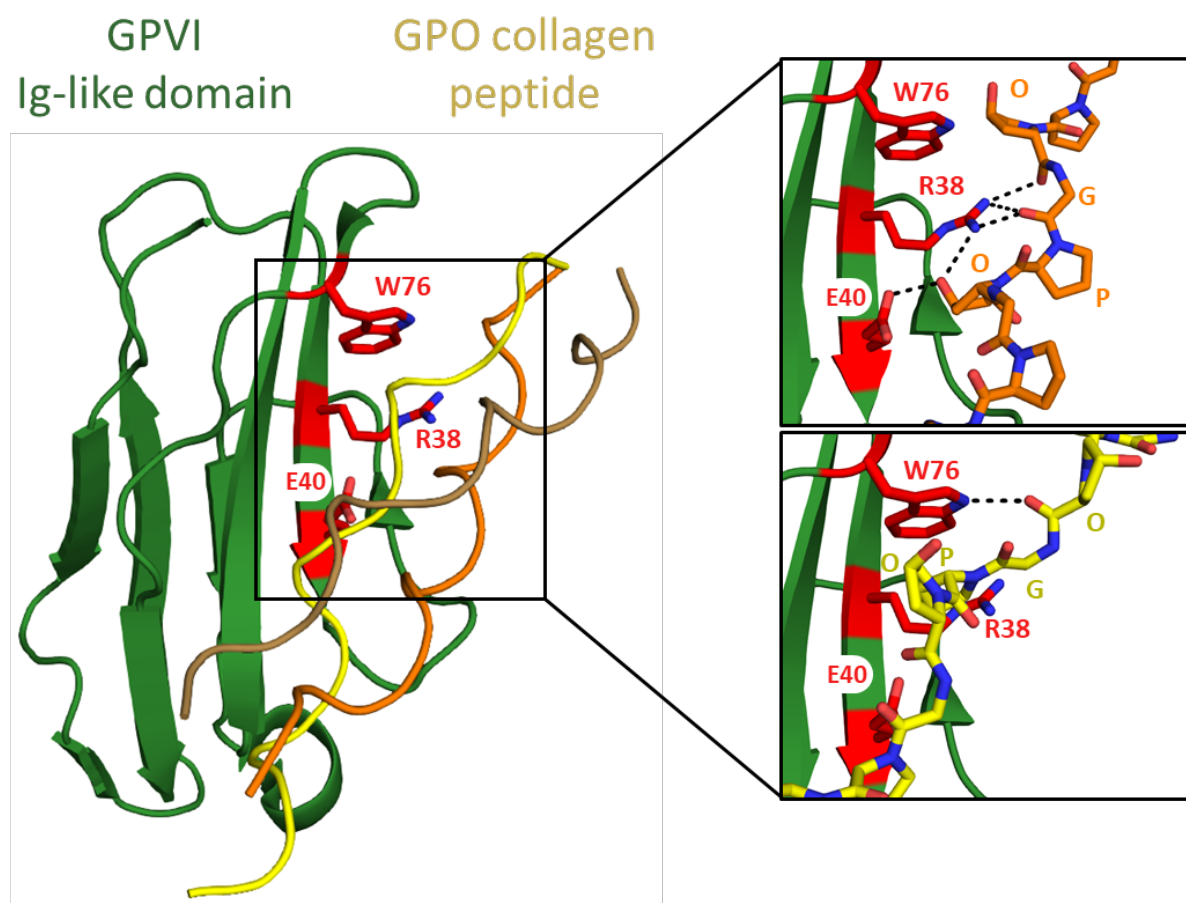 GPVI
Ig-like domain
GPO collagen
peptide
W76
R38
E40
W76
O
R38
G
O
E40
P
W76
O
O
P
G
R38
E40